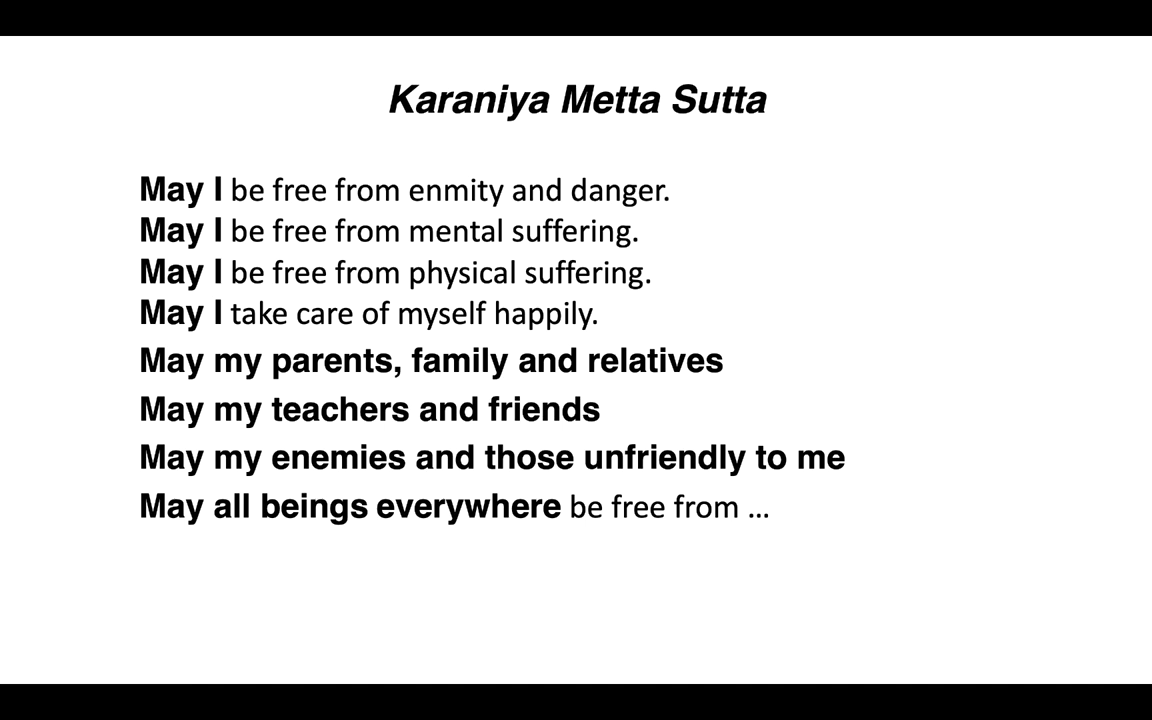 Karaniya Metta Sutta
May I be free from enmity and danger.
May I be free from mental suffering.
May I be free from physical suffering.
May I take care of myself happily.
May my parents, family and relatives
May my teachers and friends
May my enemies and those unfriendly to me
May all beings everywhere be free from ...